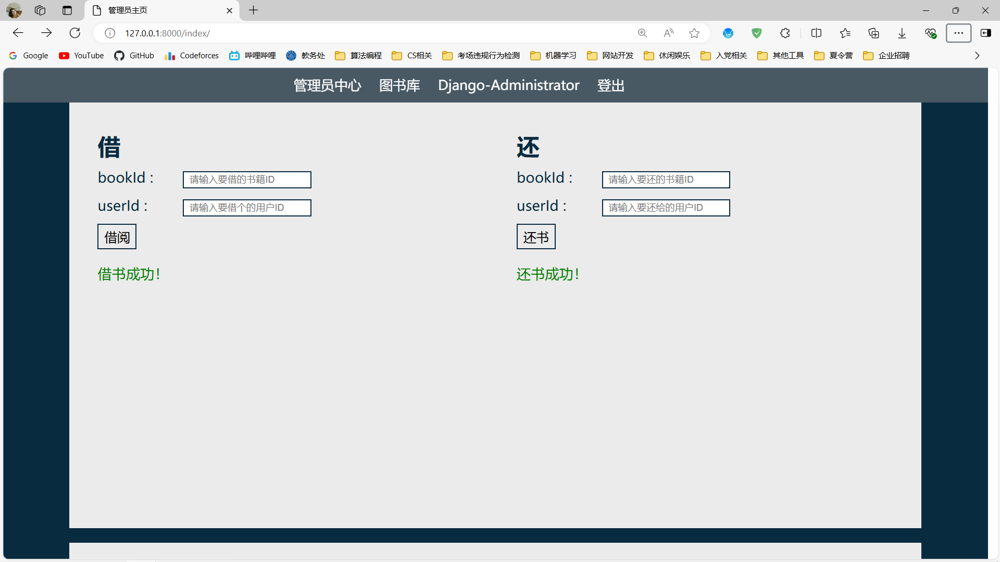 管理员主页
127.0.0.1:8000/index/
Google YouTube GitHub Codeforces 哔哩哔哩 教务处 算法编程 CS相关 考场违规行为检测 机器学习 网站开发 休闲娱乐 入党相关 其他工具 夏令营 企业招聘
管理员中心 图书库 Django-Administrator 登出
借
bookId :
请输入要借的书籍ID
userId :
请输入要借个的用户ID
借阅
借书成功!
还
bookId :
请输入要还的书籍ID
userId :
请输入要还给的用户ID
还书
还书成功!